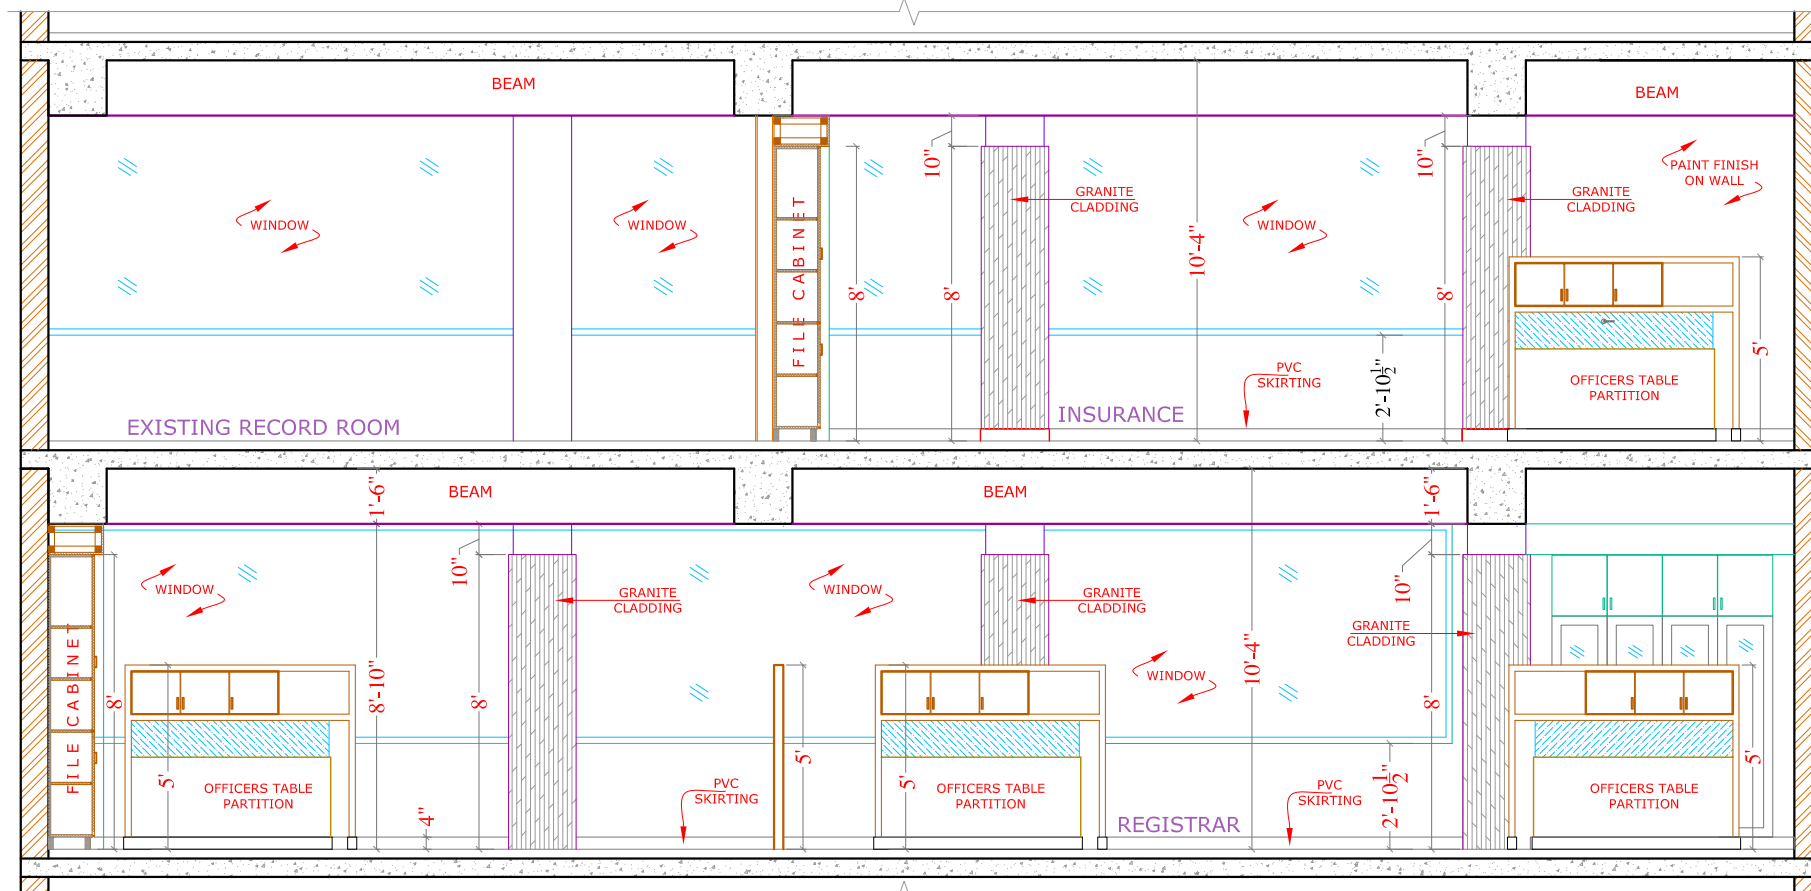 BEAM
BEAM
10"
10"
PAINT FINISH
ON WALL
GRANITE
CLADDING
GRANITE
CLADDING
WINDOW
WINDOW
WINDOW
10'-4"
FILE CABINET
8'
8'
8'
5'
2'-10½"
PVC
SKIRTING
OFFICERS TABLE
PARTITION
EXISTING RECORD ROOM
INSURANCE
1'-6"
BEAM
BEAM
1'-6"
10"
10"
WINDOW
WINDOW
GRANITE
CLADDING
GRANITE
CLADDING
GRANITE
CLADDING
WINDOW
10'-4"
FILE CABINET
8'
8'-10"
8'
8'
5'
5'
5'
5'
2'-10½"
OFFICERS TABLE
PARTITION
PVC
SKIRTING
OFFICERS TABLE
PARTITION
PVC
SKIRTING
OFFICERS TABLE
PARTITION
4"
REGISTRAR